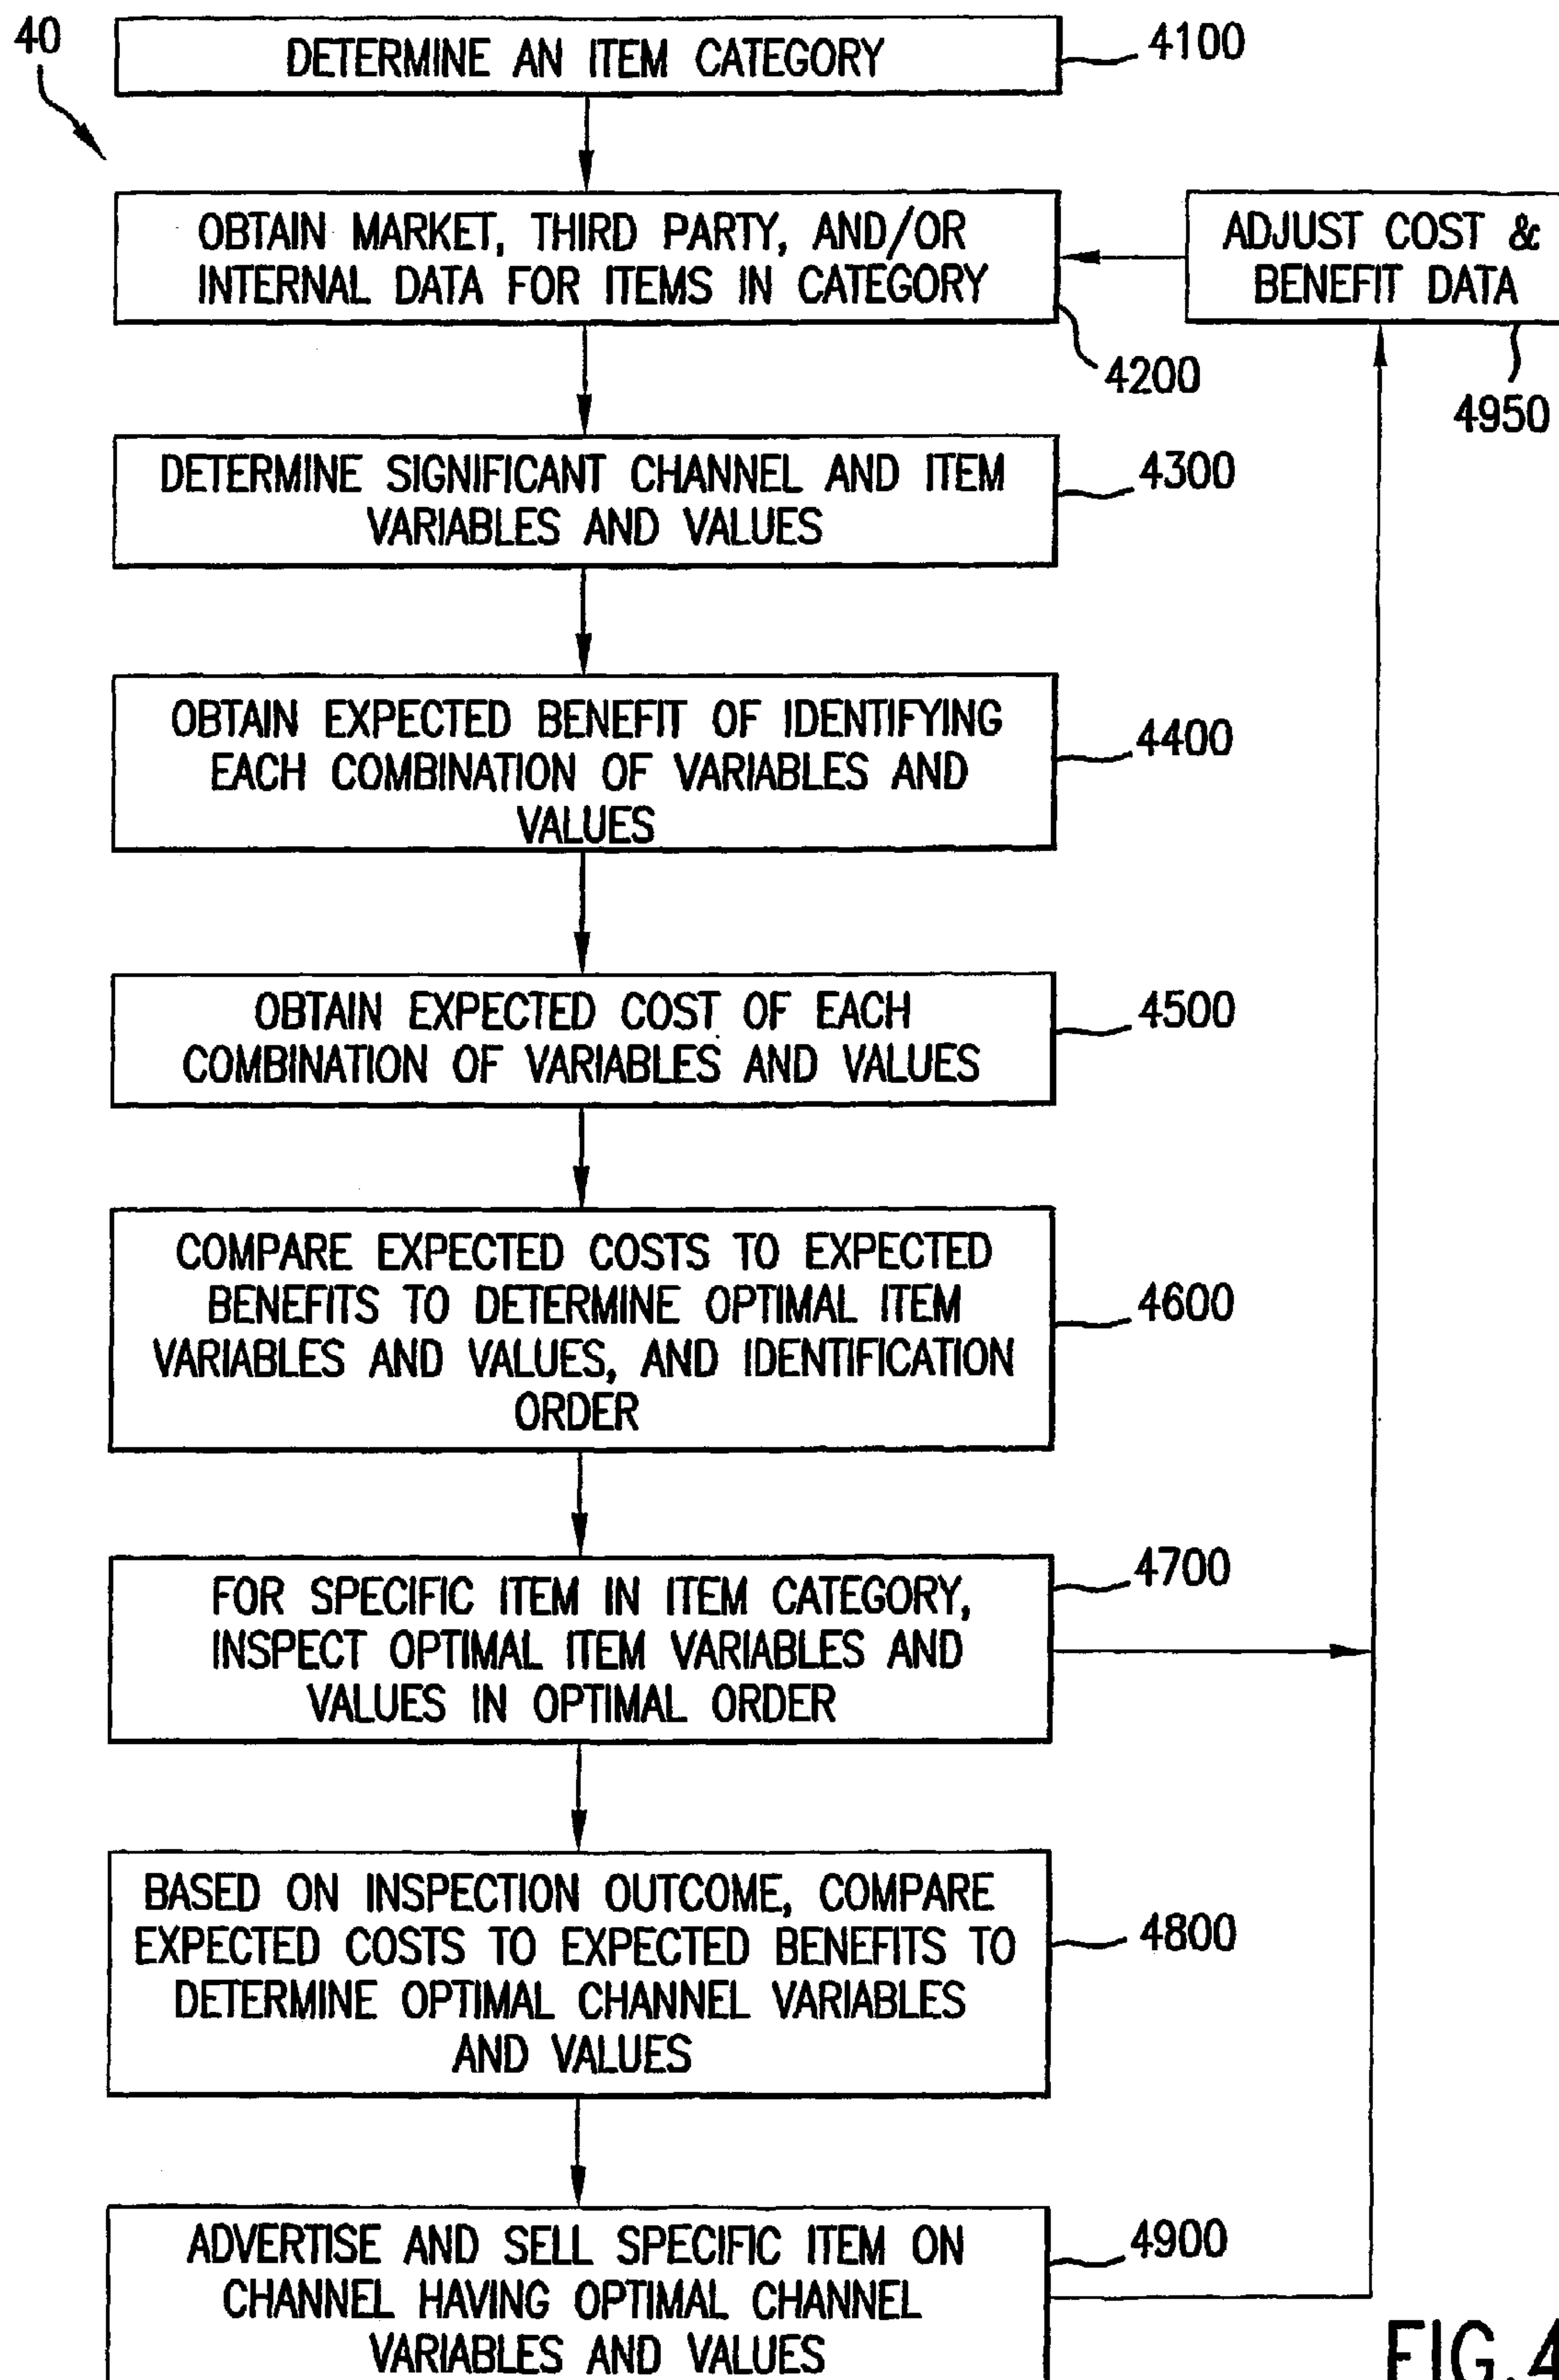 40
DETERMINE AN ITEM CATEGORY
4100
OBTAIN MARKET, THIRD PARTY, AND/OR
INTERNAL DATA FOR ITEMS IN CATEGORY
4200
ADJUST COST &
BENEFIT DATA
4950
DETERMINE SIGNIFICANT CHANNEL AND ITEM
VARIABLES AND VALUES
4300
OBTAIN EXPECTED BENEFIT OF IDENTIFYING
EACH COMBINATION OF VARIABLES AND
VALUES
4400
OBTAIN EXPECTED COST OF EACH
COMBINATION OF VARIABLES AND VALUES
4500
COMPARE EXPECTED COSTS TO EXPECTED
BENEFITS TO DETERMINE OPTIMAL ITEM
VARIABLES AND VALUES, AND IDENTIFICATION
ORDER
4600
FOR SPECIFIC ITEM IN ITEM CATEGORY,
INSPECT OPTIMAL ITEM VARIABLES AND
VALUES IN OPTIMAL ORDER
4700
BASED ON INSPECTION OUTCOME, COMPARE
EXPECTED COSTS TO EXPECTED BENEFITS TO
DETERMINE OPTIMAL CHANNEL VARIABLES
AND VALUES
4800
ADVERTISE AND SELL SPECIFIC ITEM ON
CHANNEL HAVING OPTIMAL CHANNEL
VARIABLES AND VALUES
4900
FIG.4